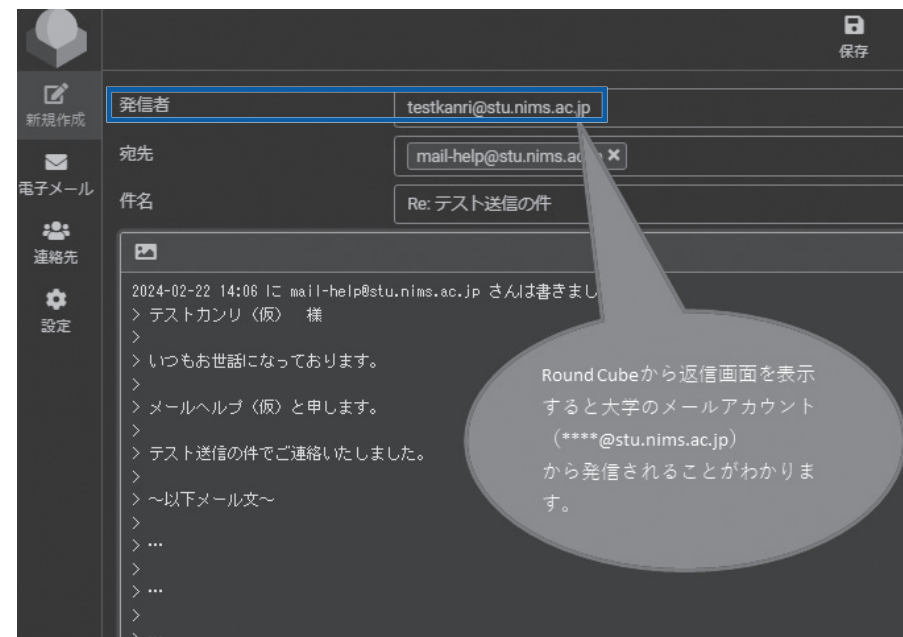 保存
新規作成
電子メール
連絡先
設定
発信者 testkanri@stu.nims.ac.jp
宛先 mail-help@stu.nims.ac
件名 Re: テスト送信の件
2024-02-22 14:06 に mail-help@stu.nims.ac.jp さんは書きまし
> テストカンリ（仮） 様
>
> いつもお世話になっております。
>
> メールヘルプ（仮）と申します。
>
> テスト送信の件でご連絡いたしました。
>
> ～以下メール文～
>
> …
>
> …
>
>
Round Cubeから返信画面を表示
すると大学のメールアカウント
（****@stu.nims.ac.jp）
から発信されることがわかりま
す。